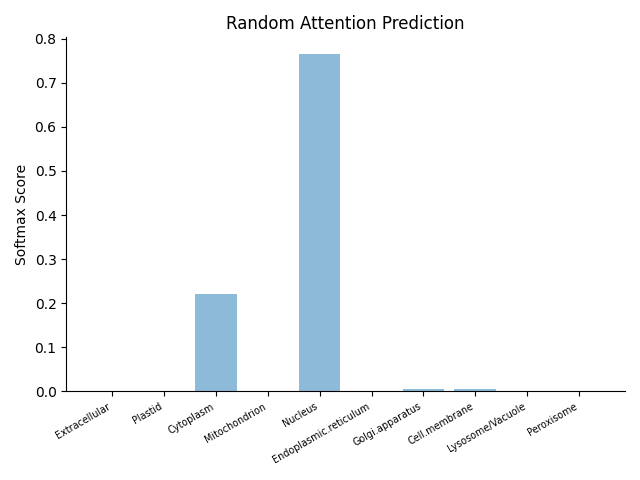 Random Attention Prediction
Softmax Score
0.8
0.7
0.6
0.5
0.4
0.3
0.2
0.1
0.0
Extracellular
Plastid
Cytoplasm
Mitochondrion
Nucleus
Endoplasmic.reticulum
Golgi.apparatus
Cell.membrane
Lysosome/Vacuole
Peroxisome